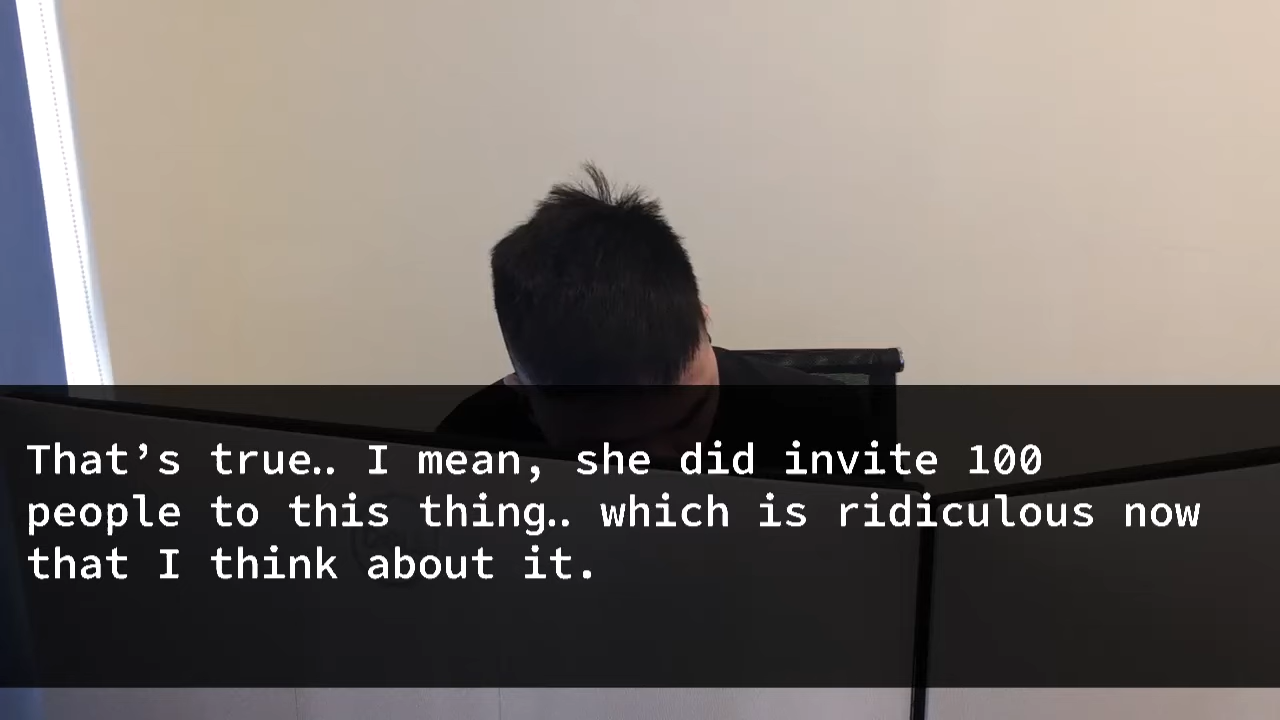 That’s true.. I mean, she did invite 100
people to this thing.. which is ridiculous now
that I think about it.